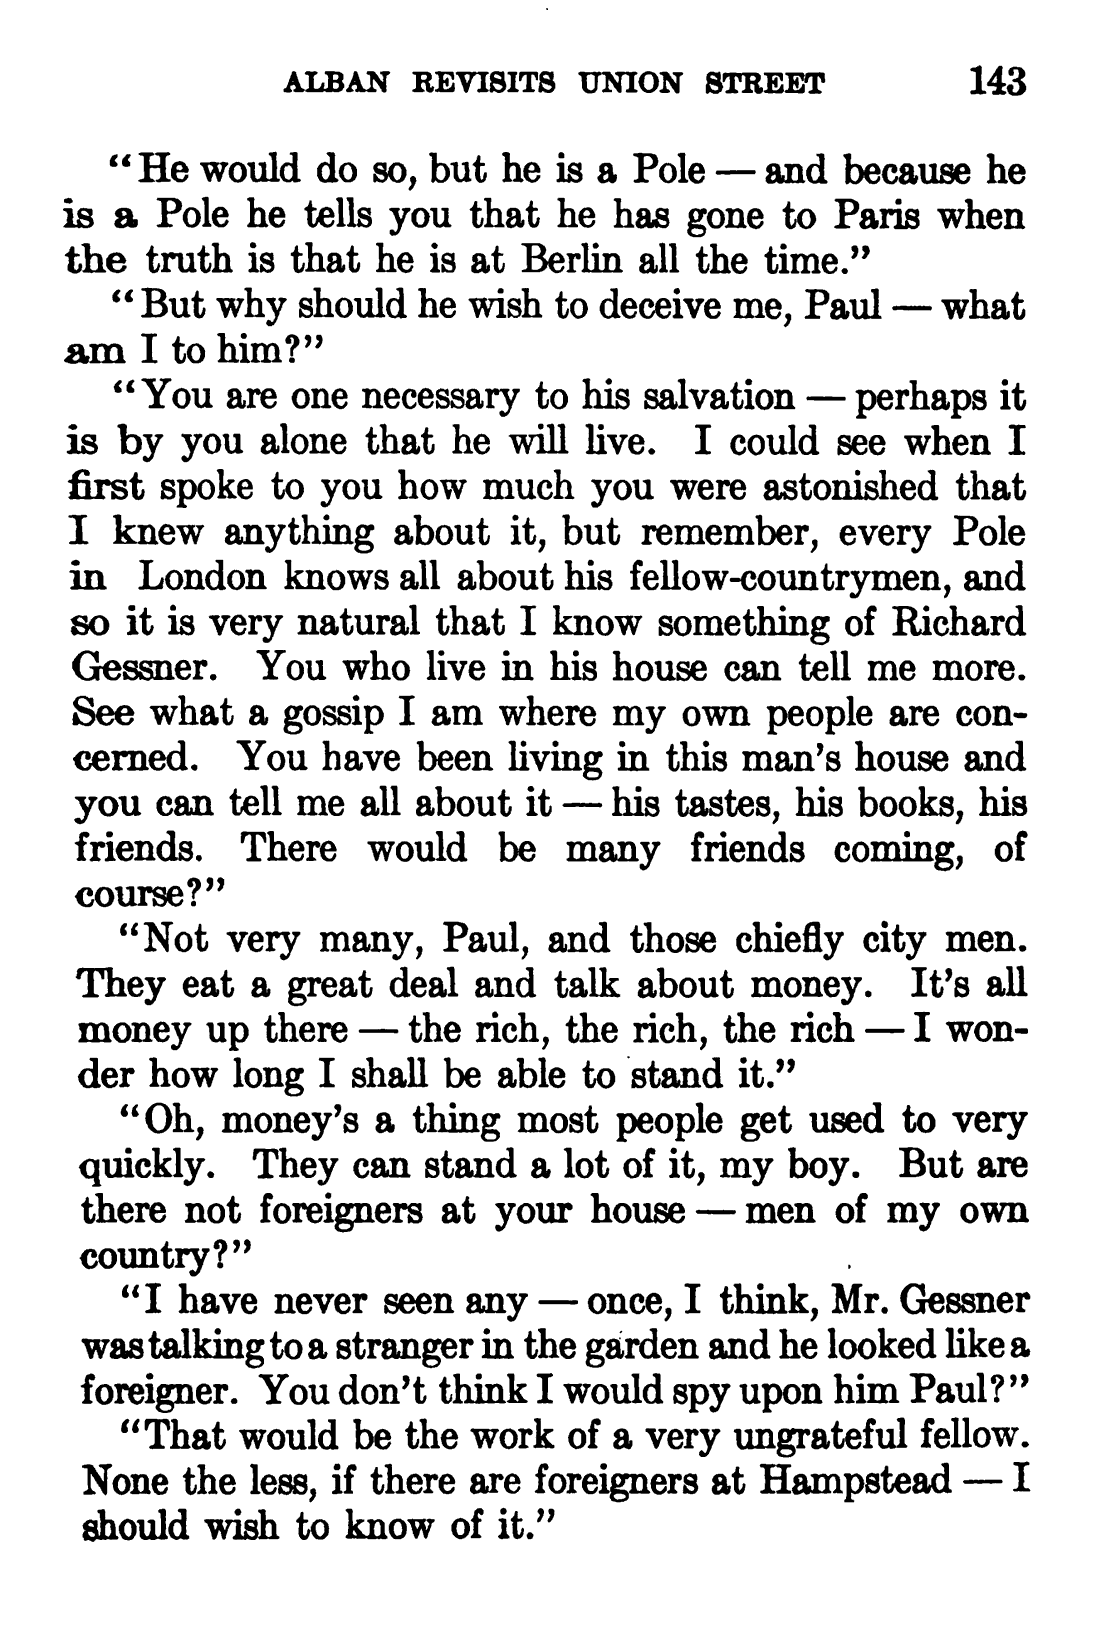 ALBAN REVISITS UNION STREET 143
“He would do so, but he is a Pole — and because he
is a Pole he tells you that he has gone to Paris when
the truth is that he is at Berlin all the time.”
“But why should he wish to deceive me, Paul — what
am I to him?”
“You are one necessary to his salvation — perhaps it
is by you alone that he will live. I could see when I
first spoke to you how much you were astonished that
I knew anything about it, but remember, every Pole
in London knows all about his fellow-countrymen, and
so it is very natural that I know something of Richard
Gessner. You who live in his house can tell me more.
See what a gossip I am where my own people are con-
cerned. You have been living in this man’s house and
you can tell me all about it — his tastes, his books, his
friends. There would be many friends coming, of
course?”
“Not very many, Paul, and those chiefly city men.
They eat a great deal and talk about money. It’s all
money up there — the rich, the rich, the rich — I won-
der how long I shall be able to stand it.”
“Oh, money’s a thing most people get used to very
quickly. They can stand a lot of it, my boy. But are
there not foreigners at your house — men of my own
country?”
“I have never seen any — once, I think, Mr. Gessner
was talking to a stranger in the garden and he looked like a
foreigner. You don’t think I would spy upon him Paul?”
“That would be the work of a very ungrateful fellow.
None the less, if there are foreigners at Hampstead — I
should wish to know of it.”